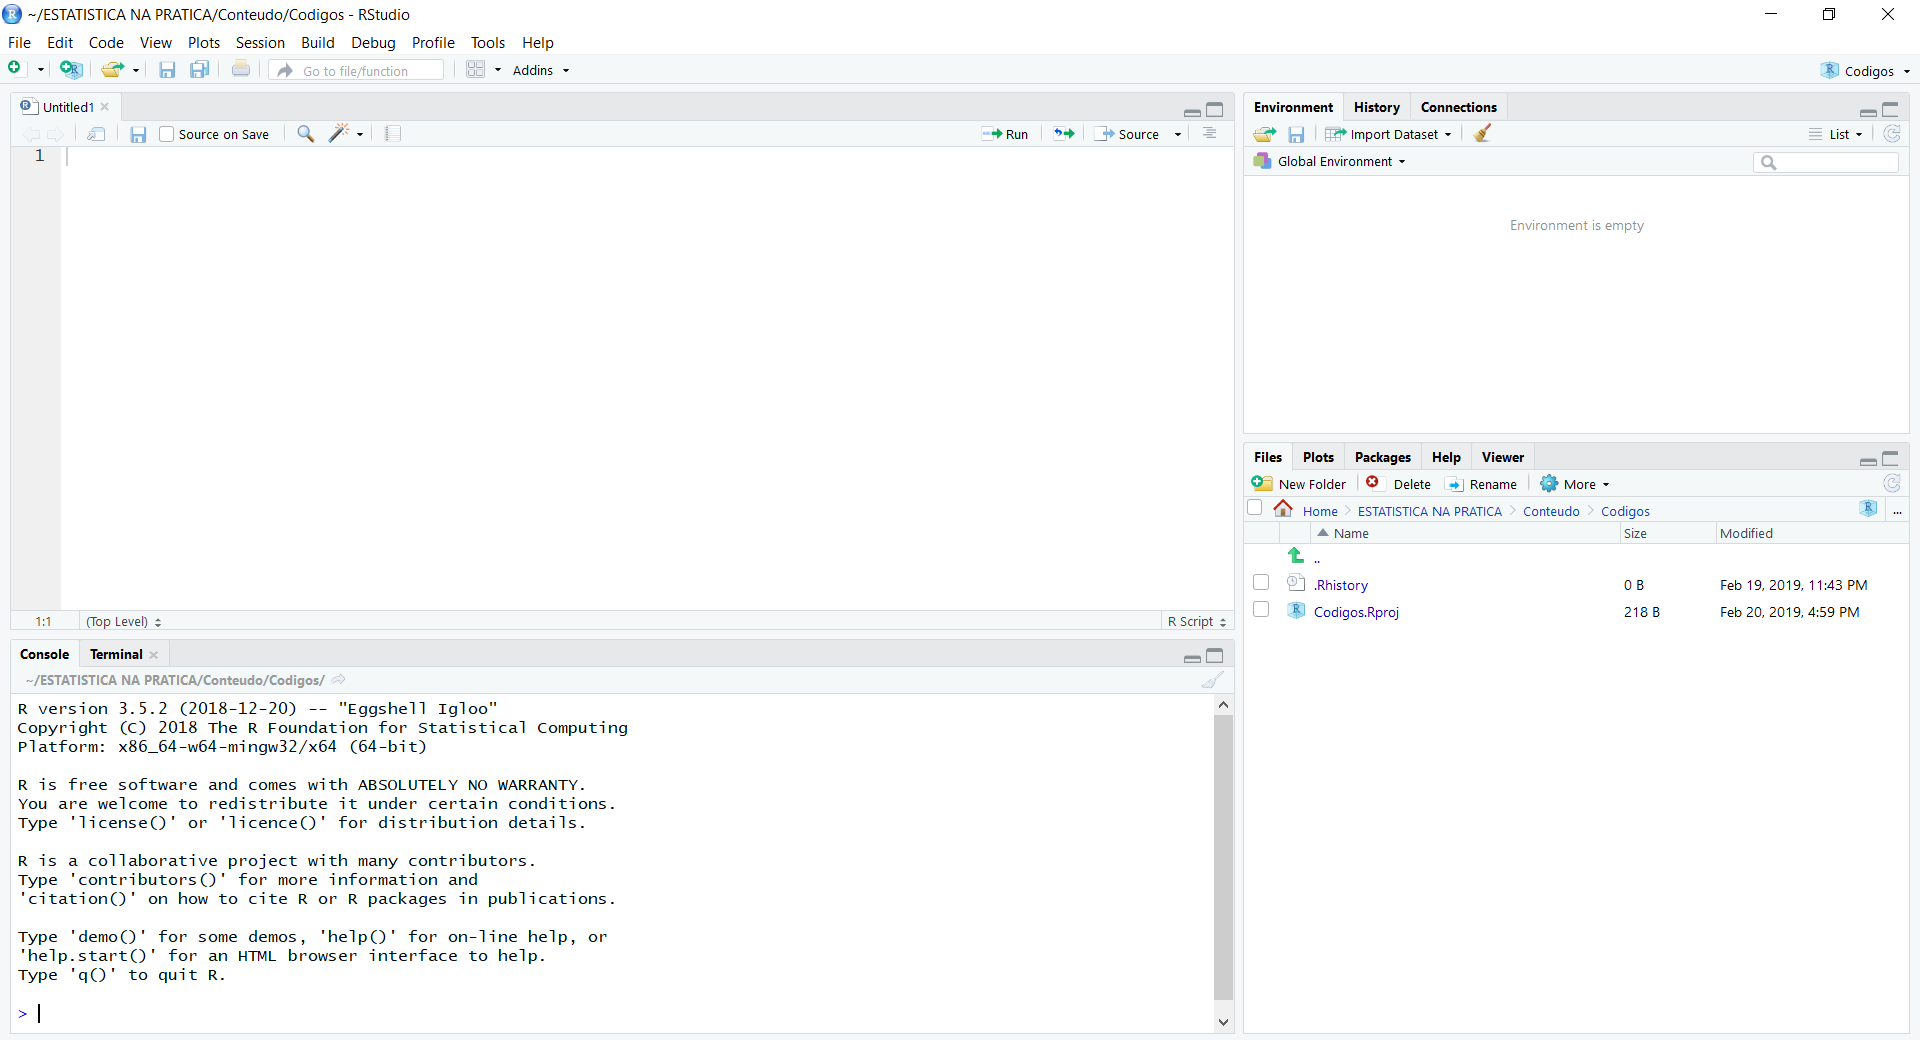 ~/ESTATISTICA NA PRATICA/Conteudo/Codigos - RStudio
File Edit Code View Plots Session Build Debug Profile Tools Help
Go to file/function Addins Codigos
Untitled1
Source on Save Run Source
1
1:1 (Top Level) R Script
Console Terminal
~/ESTATISTICA NA PRATICA/Conteudo/Codigos/
R version 3.5.2 (2018-12-20) -- "Eggshell Igloo"
Copyright (C) 2018 The R Foundation for Statistical Computing
Platform: x86_64-w64-mingw32/x64 (64-bit)
R is free software and comes with ABSOLUTELY NO WARRANTY.
You are welcome to redistribute it under certain conditions.
Type 'license()' or 'licence()' for distribution details.
R is a collaborative project with many contributors.
Type 'contributors()' for more information and
'citation()' on how to cite R or R packages in publications.
Type 'demo()' for some demos, 'help()' for on-line help, or
'help.start()' for an HTML browser interface to help.
Type 'q()' to quit R.
>
Environment History Connections
Import Dataset List
Global Environment
Environment is empty
Files Plots Packages Help Viewer
New Folder Delete Rename More
Home ESTATISTICA NA PRATICA Conteudo Codigos ...
Name Size Modified
..
.Rhistory 0 B Feb 19, 2019, 11:43 PM
Codigos.Rproj 218 B Feb 20, 2019, 4:59 PM